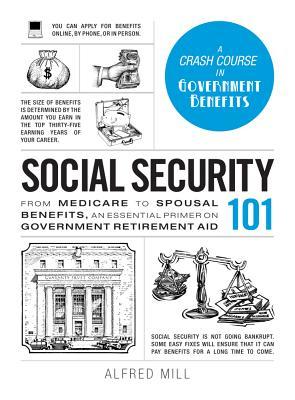 YOU CAN APPLY FOR BENEFITS
ONLINE, BY PHONE, OR IN PERSON.
A
CRASH COURSE
IN
GOVERNMENT
BENEFITS
$
THE SIZE OF BENEFITS
IS DETERMINED BY THE
AMOUNT YOU EARN IN
THE TOP THIRTY-FIVE
EARNING YEARS OF
YOUR CAREER.
SOCIAL SECURITY
FROM MEDICARE TO SPOUSAL
BENEFITS, AN ESSENTIAL PRIMER ON
GOVERNMENT RETIREMENT AID
101
GUARANTY TRUST COMPANY
SOCIAL SECURITY IS NOT GOING BANKRUPT.
SOME EASY FIXES WILL ENSURE THAT IT CAN
PAY BENEFITS FOR A LONG TIME TO COME.
ALFRED MILL